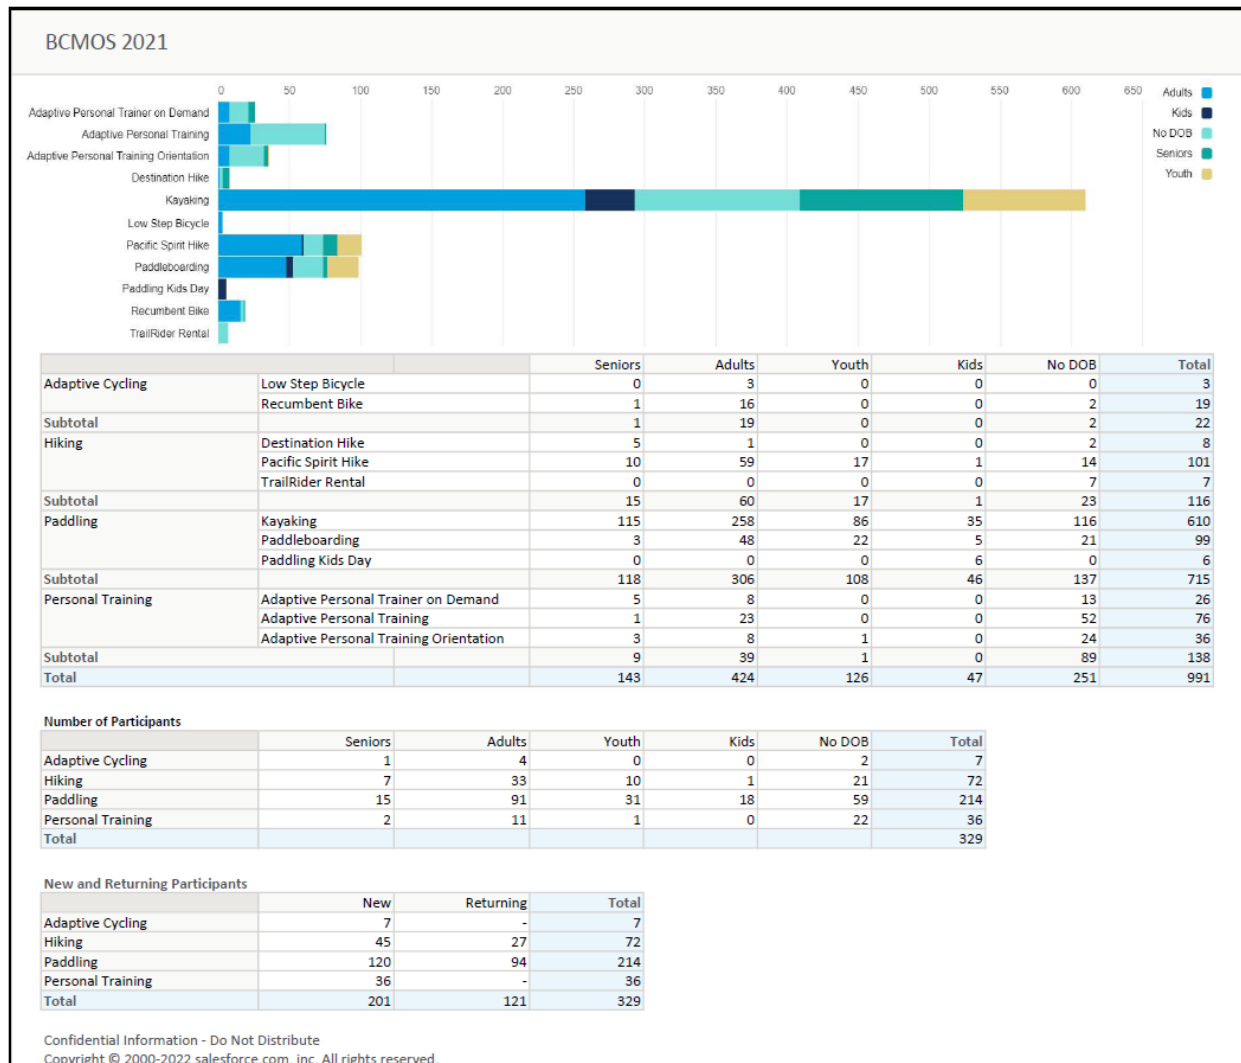 BCMOS 2021
0 50 100 150 200 250 300 350 400 450 500 550 600 650
Adults
Kids
No DOB
Seniors
Youth
Adaptive Personal Trainer on Demand
Adaptive Personal Training
Adaptive Personal Training Orientation
Destination Hike
Kayaking
Low Step Bicycle
Pacific Spirit Hike
Paddleboarding
Paddling Kids Day
Recumbent Bike
TrailRider Rental
Seniors Adults Youth Kids No DOB Total
Adaptive Cycling Low Step Bicycle 0 3 0 0 0 3
Recumbent Bike 1 16 0 0 2 19
Subtotal 1 19 0 0 2 22
Hiking Destination Hike 5 1 0 0 2 8
Pacific Spirit Hike 10 59 17 1 14 101
TrailRider Rental 0 0 0 0 7 7
Subtotal 15 60 17 1 23 116
Paddling Kayaking 115 258 86 35 116 610
Paddleboarding 3 48 22 5 21 99
Paddling Kids Day 0 0 0 6 0 6
Subtotal 118 306 108 46 137 715
Personal Training Adaptive Personal Trainer on Demand 5 8 0 0 13 26
Adaptive Personal Training 1 23 0 0 52 76
Adaptive Personal Training Orientation 3 8 1 0 24 36
Subtotal 9 39 1 0 89 138
Total 143 424 126 47 251 991
Number of Participants
Seniors Adults Youth Kids No DOB Total
Adaptive Cycling 1 4 0 0 2 7
Hiking 7 33 10 1 21 72
Paddling 15 91 31 18 59 214
Personal Training 2 11 1 0 22 36
Total 329
New and Returning Participants
New Returning Total
Adaptive Cycling 7 - 7
Hiking 45 27 72
Paddling 120 94 214
Personal Training 36 - 36
Total 201 121 329
Confidential Information - Do Not Distribute
Copyright © 2000-2022 salesforce.com, inc. All rights reserved.